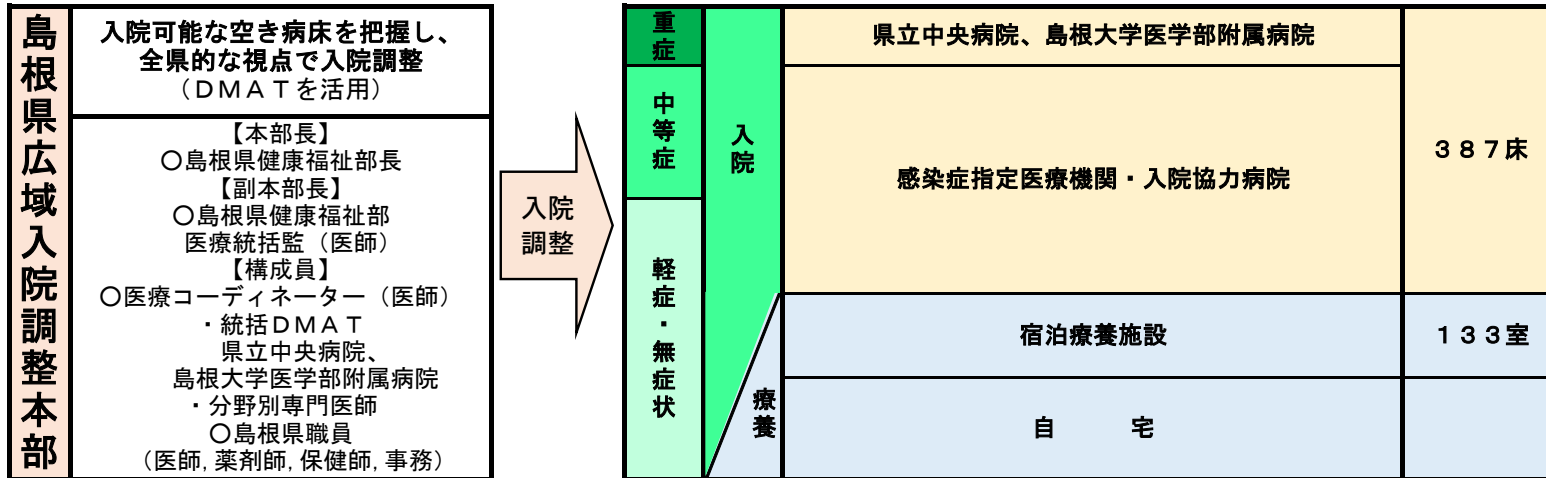 島根県広域入院調整本部
入院可能な空き病床を把握し、
全県的な視点で入院調整
（ＤＭＡＴを活用）
【本部長】
〇島根県健康福祉部長
【副本部長】
〇島根県健康福祉部
医療統括監（医師）
【構成員】
〇医療コーディネーター（医師）
・統括ＤＭＡＴ
県立中央病院、
島根大学医学部附属病院
・分野別専門医師
〇島根県職員
（医師,薬剤師,保健師,事務）
入院
調整
重症
中等症
軽症・無症状
入院
療養
県立中央病院、島根大学医学部附属病院
感染症指定医療機関・入院協力病院
３８７床
宿泊療養施設
１３３室
自　　宅